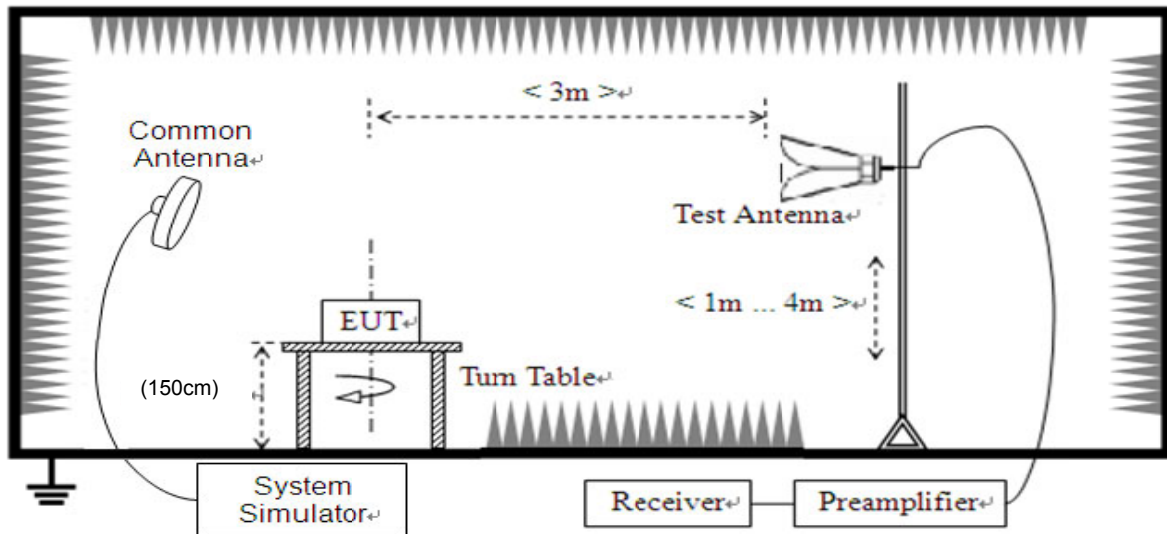 < 3m >↵
Common
Antenna↵
Test Antenna↵
< 1m ... 4m >↵
EUT↵
(150cm)
Turn Table↵
System
Simulator↵
Receiver↵
Preamplifier↵